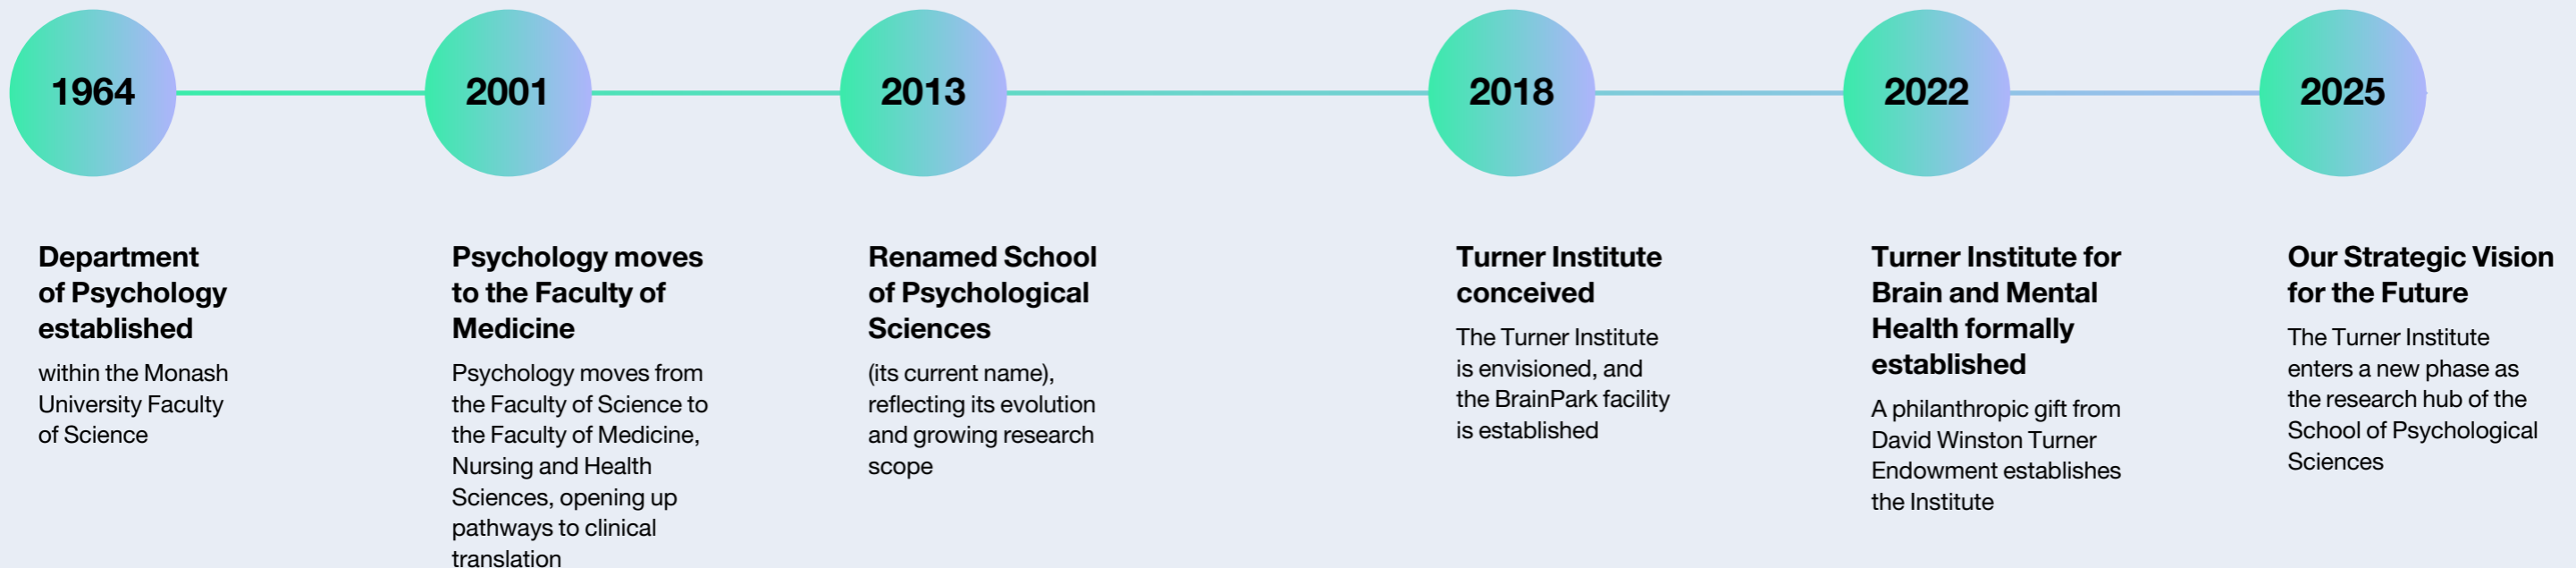 1964
2001
2013
2018
2022
2025
Department
of Psychology
established
within the Monash
University Faculty
of Science
Psychology moves
to the Faculty of
Medicine
Psychology moves from
the Faculty of Science to
the Faculty of Medicine,
Nursing and Health
Sciences, opening up
pathways to clinical
translation
Renamed School
of Psychological
Sciences
(its current name),
reflecting its evolution
and growing research
scope
Turner Institute
conceived
The Turner Institute
is envisioned, and
the BrainPark facility
is established
Turner Institute for
Brain and Mental
Health formally
established
A philanthropic gift from
David Winston Turner
Endowment establishes
the Institute
Our Strategic Vision
for the Future
The Turner Institute
enters a new phase as
the research hub of the
School of Psychological
Sciences